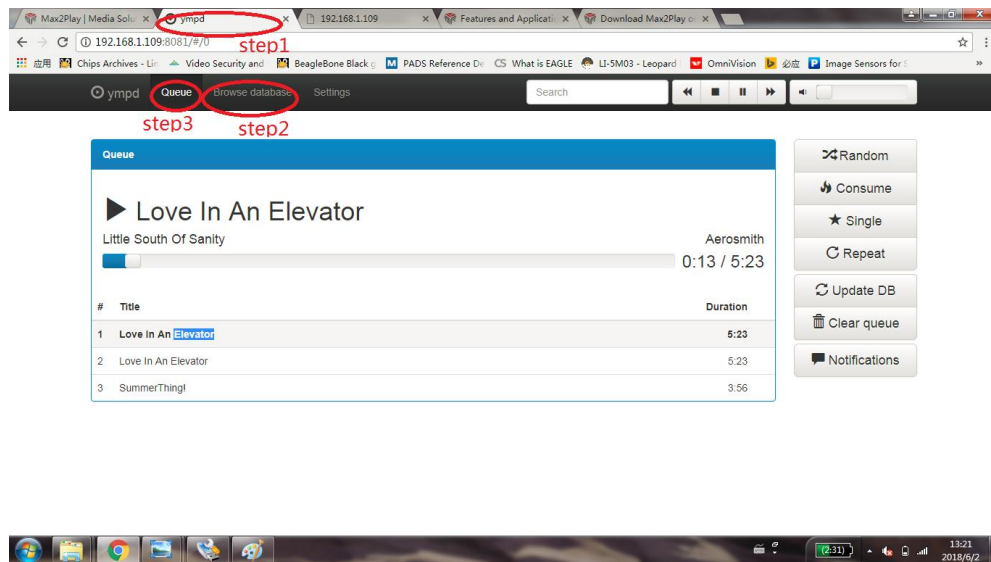 Max2Play | Media Solu
ympd
192.168.1.109
Features and Applicatio
Download Max2Play or
192.168.1.109:8081/#/0
step1
应用
Chips Archives - Lin
Video Security and
BeagleBone Black g
PADS Reference De
CS What is EAGLE
LI-5M03 - Leopard
OmniVision
必应
Image Sensors for S
»
ympd
Queue
Browse database
Settings
Search
step3
step2
Queue
Love In An Elevator
Little South Of Sanity
Aerosmith
0:13 / 5:23
# Title Duration
1 Love In An Elevator 5:23
2 Love In An Elevator 5:23
3 SummerThing! 3:56
Random
Consume
Single
Repeat
Update DB
Clear queue
Notifications
(2:31)
13:21
2018/6/2